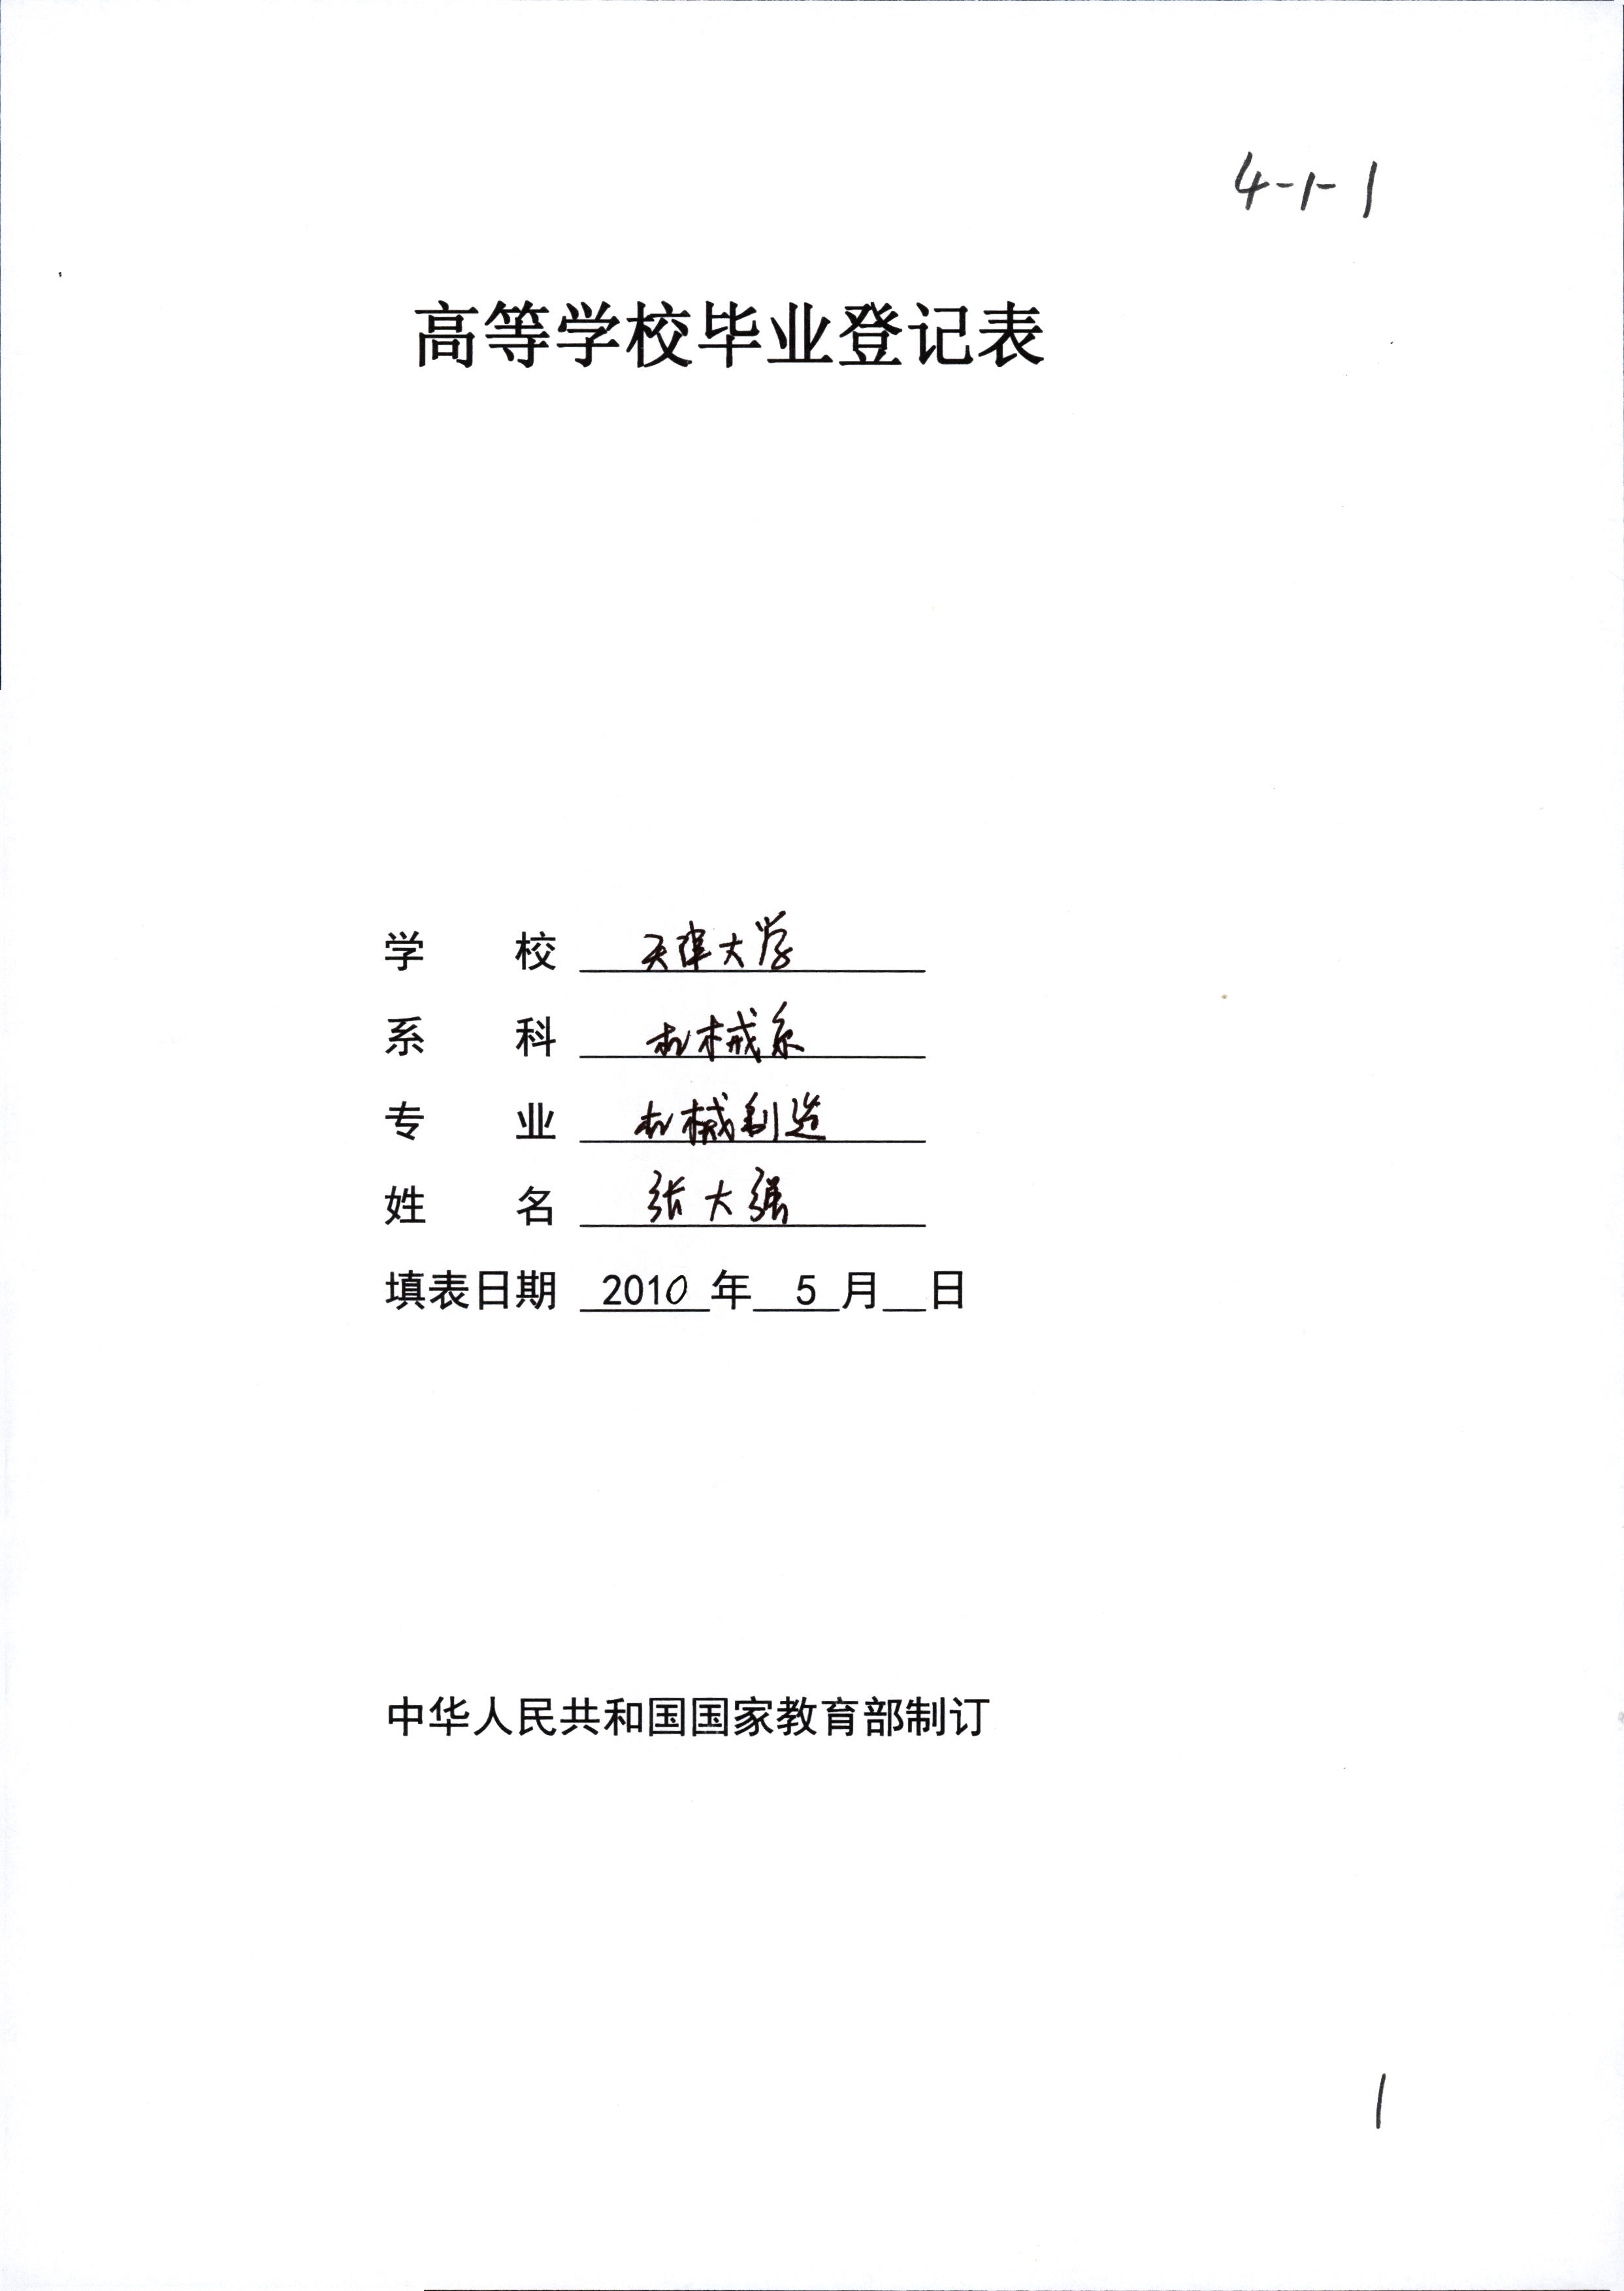 4-1-1
高等学校毕业登记表
学 校 天津大学
系 科 机械系
专 业 机械制造
姓 名 张大强
填表日期 2010 年 5 月 日
中华人民共和国国家教育部制订
1